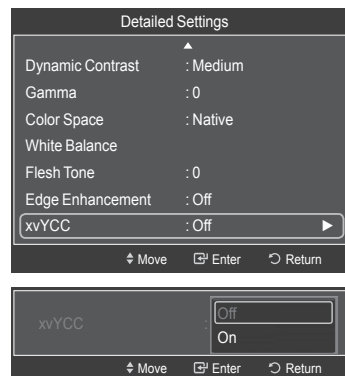 Detailed Settings
Dynamic Contrast : Medium
Gamma : 0
Color Space : Native
White Balance
Flesh Tone : 0
Edge Enhancement : Off
xvYCC : Off
Move Enter Return
xvYCC : Off
On
Move Enter Return